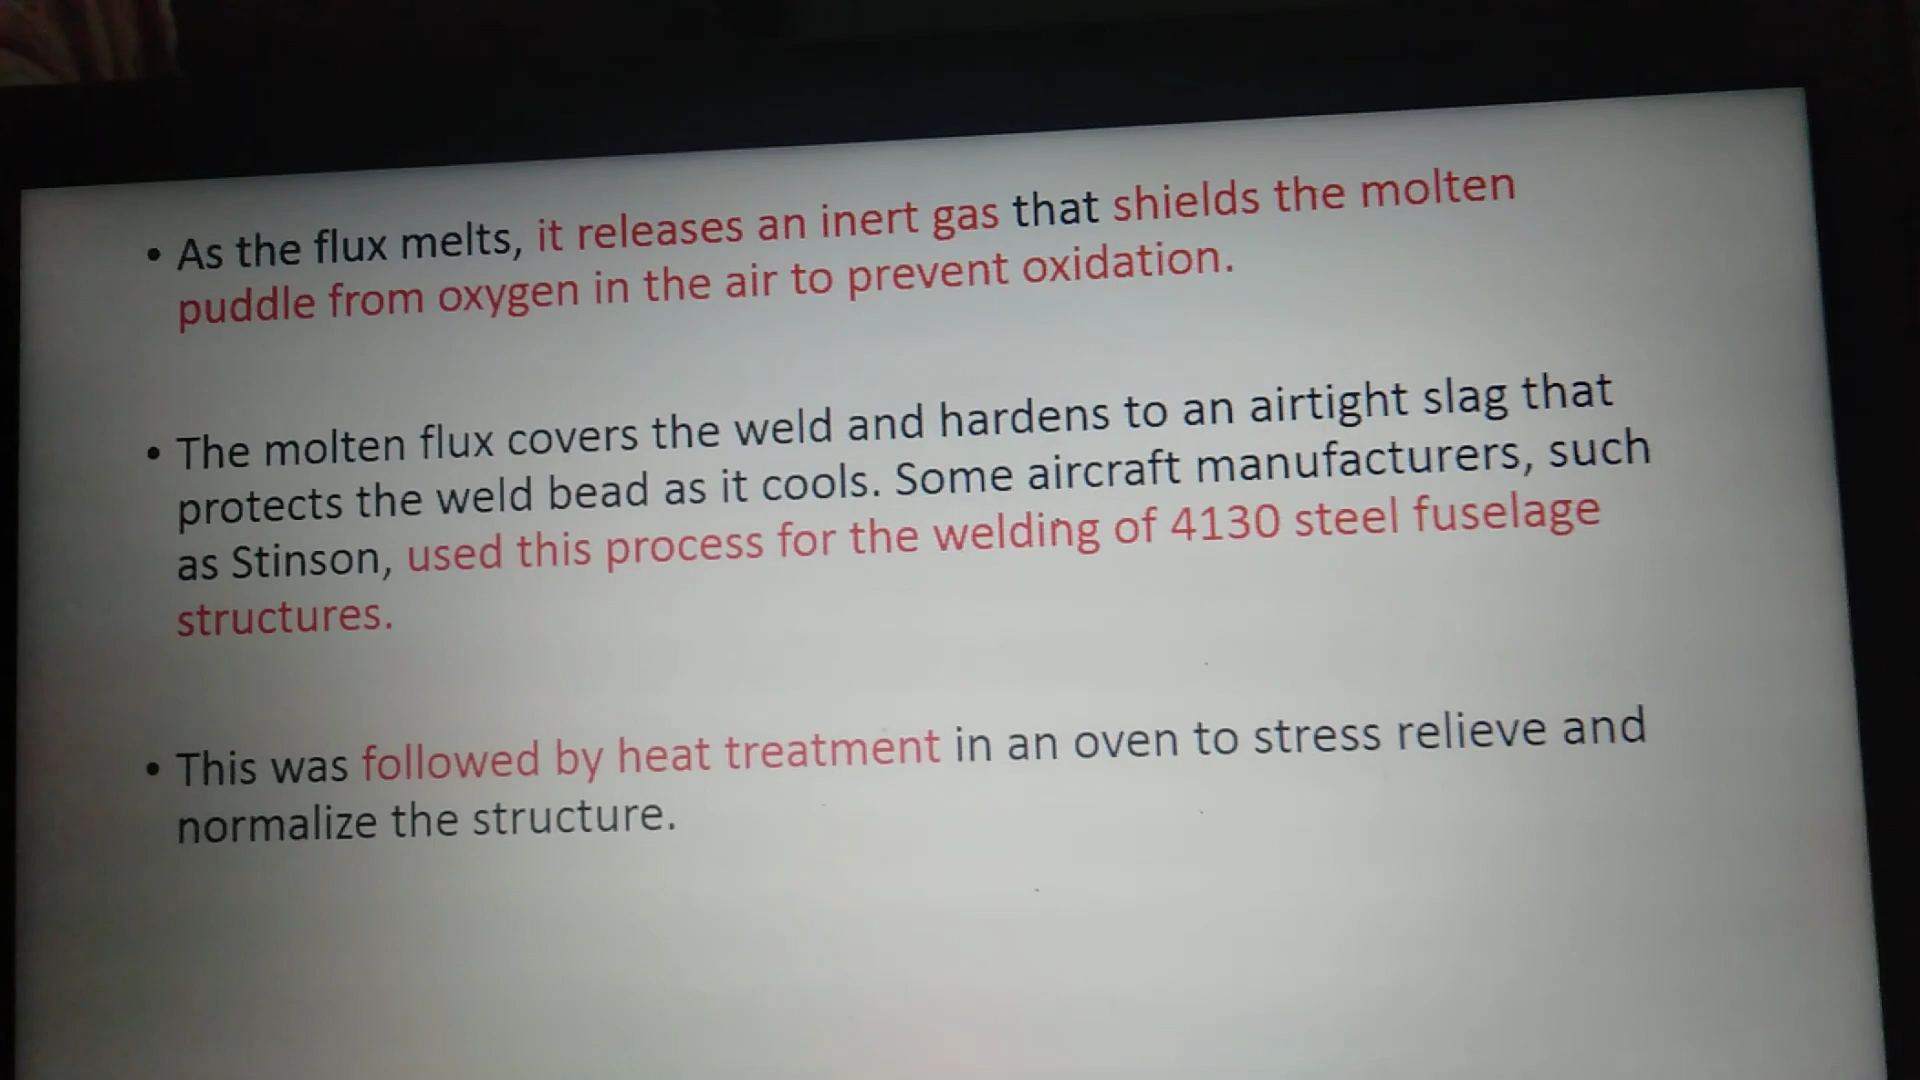 • As the flux melts, it releases an inert gas that shields the molten
puddle from oxygen in the air to prevent oxidation.
• The molten flux covers the weld and hardens to an airtight slag that
protects the weld bead as it cools. Some aircraft manufacturers, such
as Stinson, used this process for the welding of 4130 steel fuselage
structures.
• This was followed by heat treatment in an oven to stress relieve and
normalize the structure.